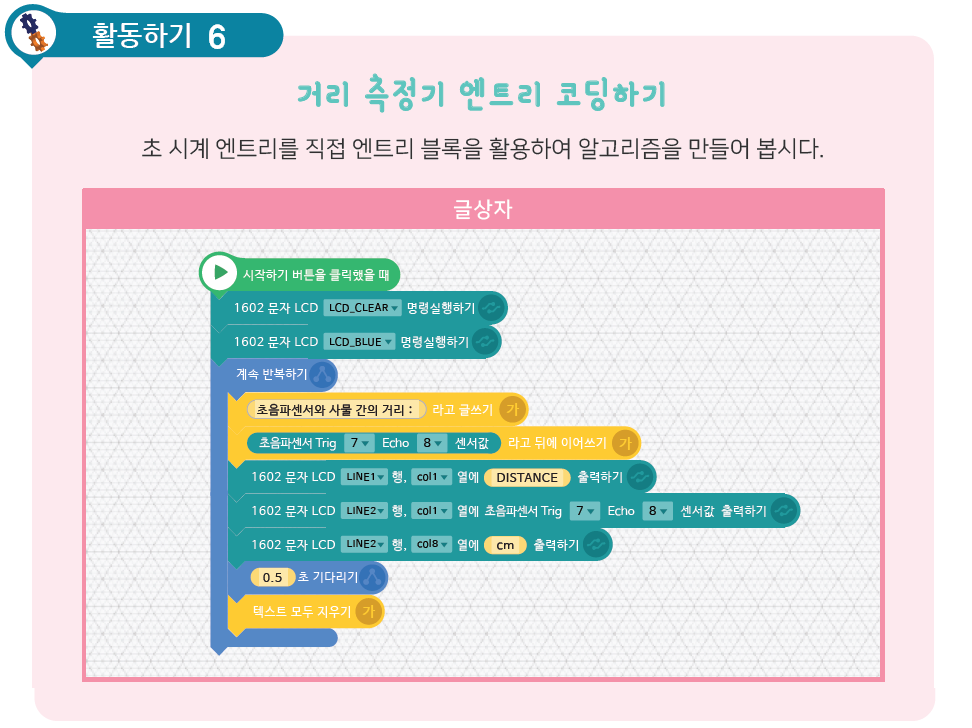 활동하기 6
거리 측정기 엔트리 코딩하기
초 시계 엔트리를 직접 엔트리 블록을 활용하여 알고리즘을 만들어 봅시다.
글상자
시작하기 버튼을 클릭했을 때
1602 문자 LCD LCD_CLEAR 명령실행하기
1602 문자 LCD LCD_BLUE 명령실행하기
계속 반복하기
초음파센서와 사물 간의 거리 : 라고 글쓰기 가
초음파센서 Trig 7 Echo 8 센서값 라고 뒤에 이어쓰기 가
1602 문자 LCD LINE1 행, col1 열에 DISTANCE 출력하기
1602 문자 LCD LINE2 행, col1 열에 초음파센서 Trig 7 Echo 8 센서값 출력하기
1602 문자 LCD LINE2 행, col8 열에 cm 출력하기
0.5 초 기다리기
텍스트 모두 지우기 가